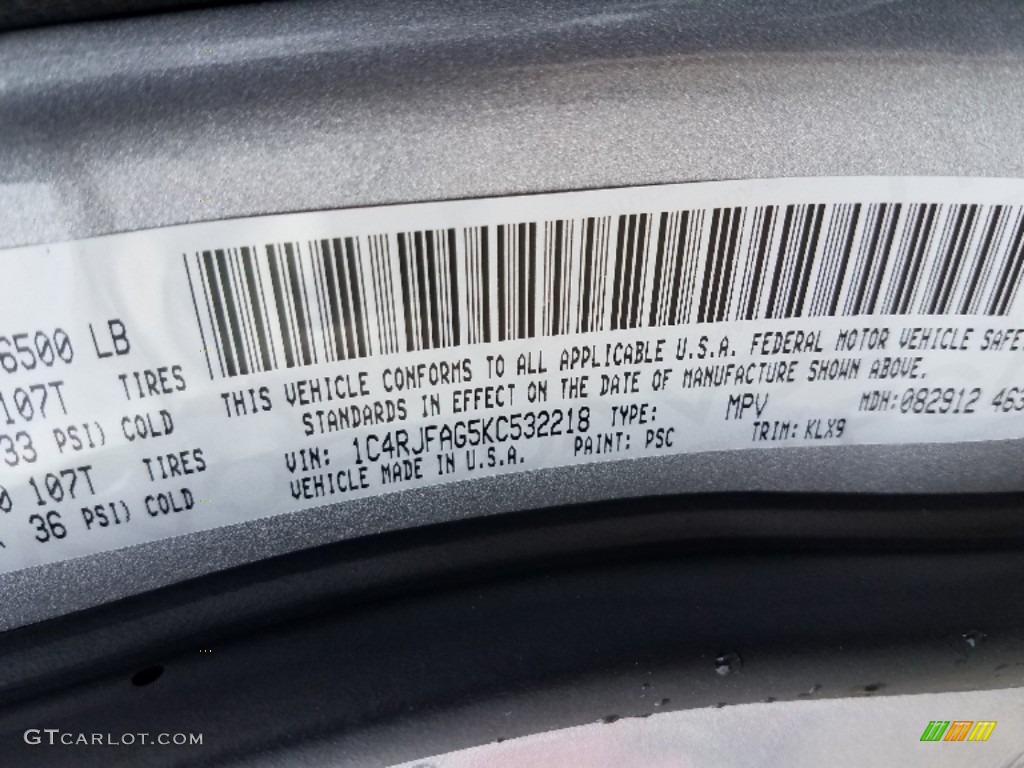 6500 LB
107T TIRES
33 PSI) COLD
107T TIRES
36 PSI) COLD
THIS VEHICLE CONFORMS TO ALL APPLICABLE U.S.A. FEDERAL MOTOR VEHICLE SAFE
STANDARDS IN EFFECT ON THE DATE OF MANUFACTURE SHOWN ABOVE.
VIN: 1C4RJFAG5KC532218 TYPE: MPV MDH:082912 463
VEHICLE MADE IN U.S.A. PAINT: PSC TRIM: KLX9
GTCARLOT.COM